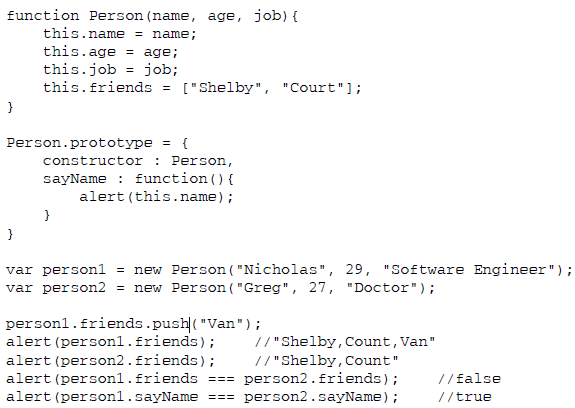 function Person(name, age, job){
    this.name = name;
    this.age = age;
    this.job = job;
    this.friends = ["Shelby", "Court"];
}

Person.prototype = {
    constructor : Person,
    sayName : function(){
        alert(this.name);
    }
}

var person1 = new Person("Nicholas", 29, "Software Engineer");
var person2 = new Person("Greg", 27, "Doctor");

person1.friends.push("Van");
alert(person1.friends);    //"Shelby,Count,Van"
alert(person2.friends);    //"Shelby,Count"
alert(person1.friends === person2.friends);    //false
alert(person1.sayName === person2.sayName);    //true